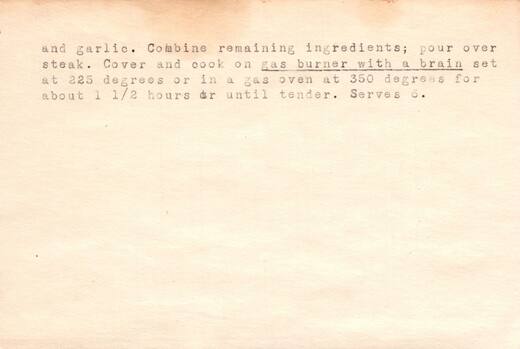 and garlic. Combine remaining ingredients; pour over
steak. Cover and cook on gas burner with a brain set
at 225 degrees or in a gas oven at 350 degrees for
about 1 1/2 hours or until tender. Serves 6.